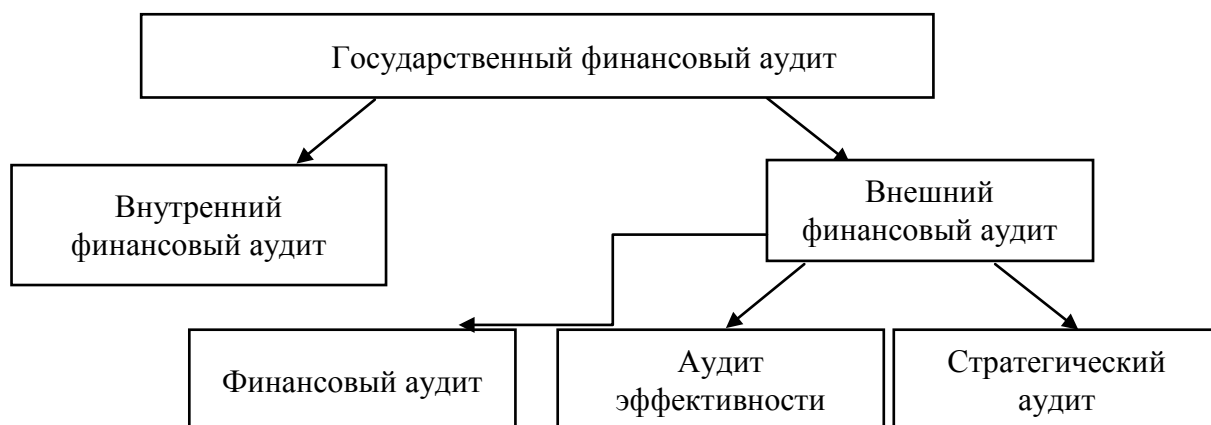 Государственный финансовый аудит
Внутренний
финансовый аудит
Внешний
финансовый аудит
Финансовый аудит
Аудит
эффективности
Стратегический
аудит